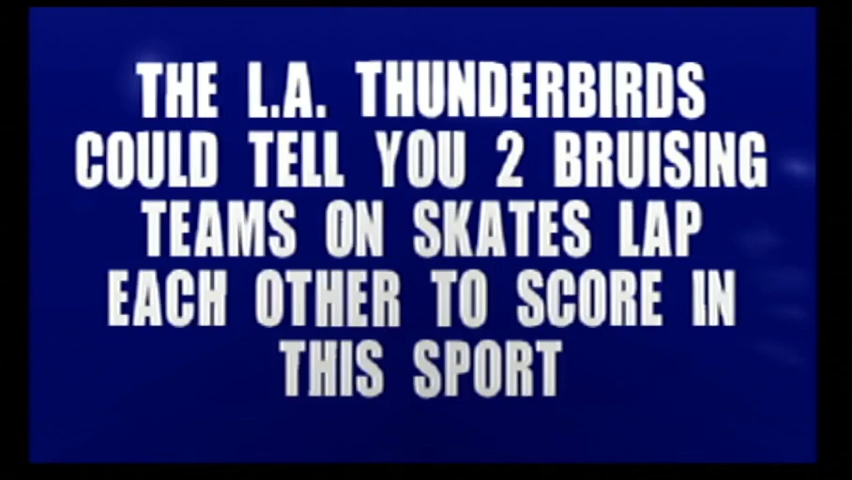 THE L.A. THUNDERBIRDS
COULD TELL YOU 2 BRUISING
TEAMS ON SKATES LAP
EACH OTHER TO SCORE IN
THIS SPORT